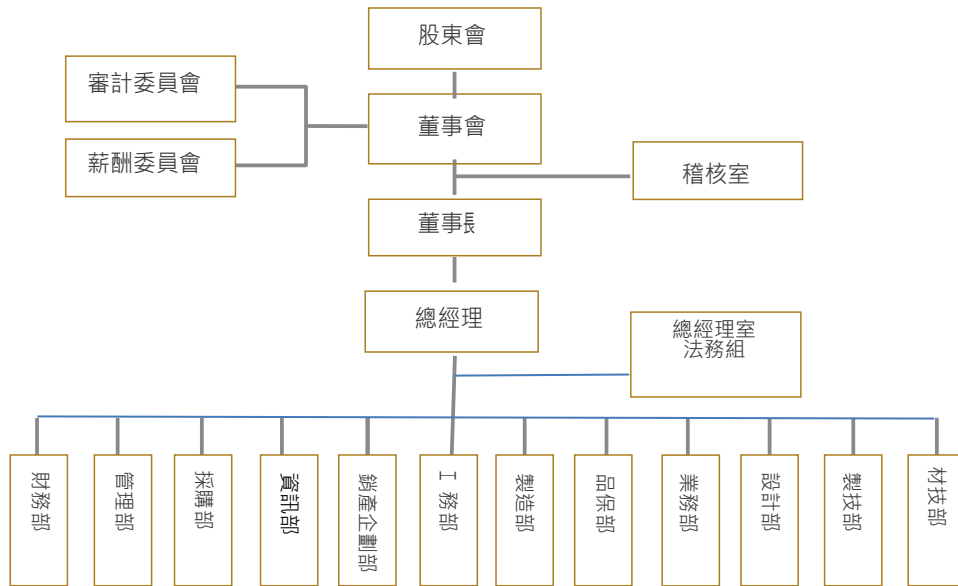 股東會
審計委員會
董事會
薪酬委員會
稽核室
董事長
總經理
總經理室
法務組
財務部
管理部
採購部
資訊部
銷產企劃部
工務部
製造部
品保部
業務部
設計部
製技部
材技部